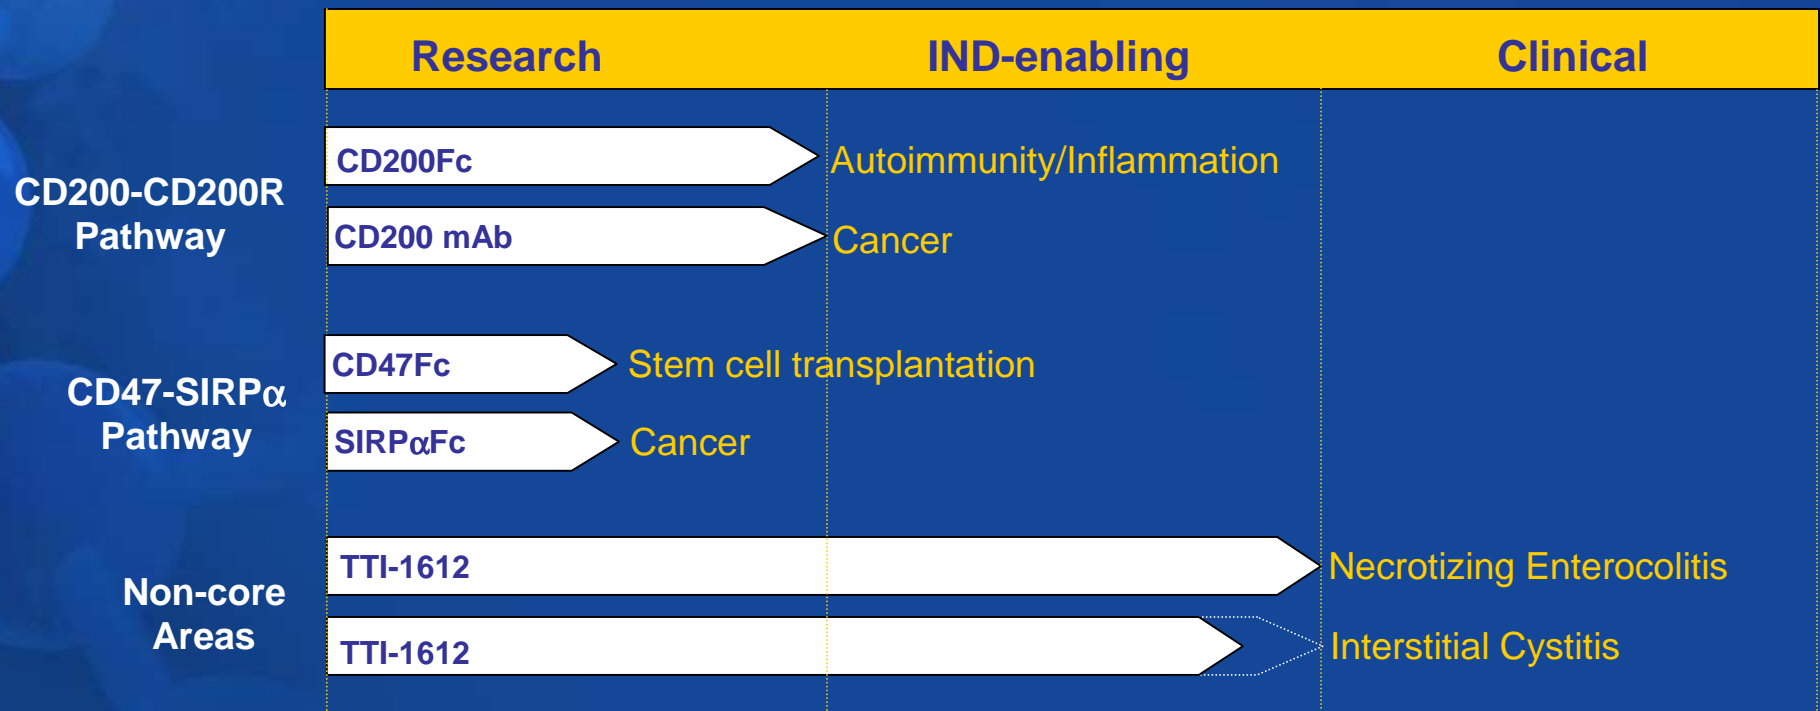 Research IND-enabling Clinical
CD200-CD200R
Pathway
CD200Fc Autoimmunity/Inflammation
CD200 mAb Cancer
CD47-SIRPα
Pathway
CD47Fc Stem cell transplantation
SIRPαFc Cancer
Non-core
Areas
TTI-1612 Necrotizing Enterocolitis
TTI-1612 Interstitial Cystitis